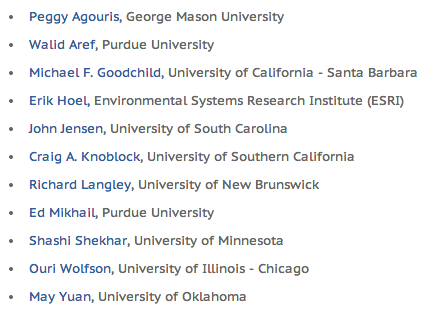 • Peggy Agouris, George Mason University
• Walid Aref, Purdue University
• Michael F. Goodchild, University of California - Santa Barbara
• Erik Hoel, Environmental Systems Research Institute (ESRI)
• John Jensen, University of South Carolina
• Craig A. Knoblock, University of Southern California
• Richard Langley, University of New Brunswick
• Ed Mikhail, Purdue University
• Shashi Shekhar, University of Minnesota
• Ouri Wolfson, University of Illinois - Chicago
• May Yuan, University of Oklahoma